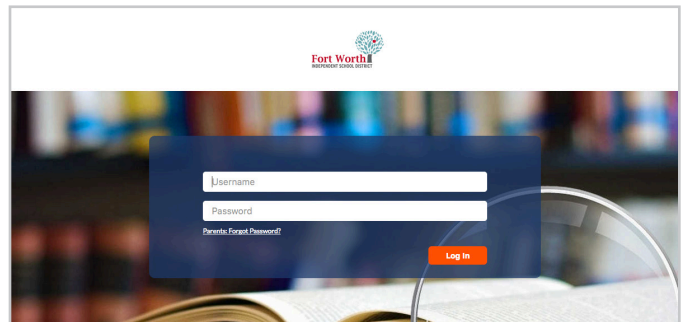 Fort Worth
INDEPENDENT SCHOOL DISTRICT
Username
Password
Parents: Forgot Password?
Log In